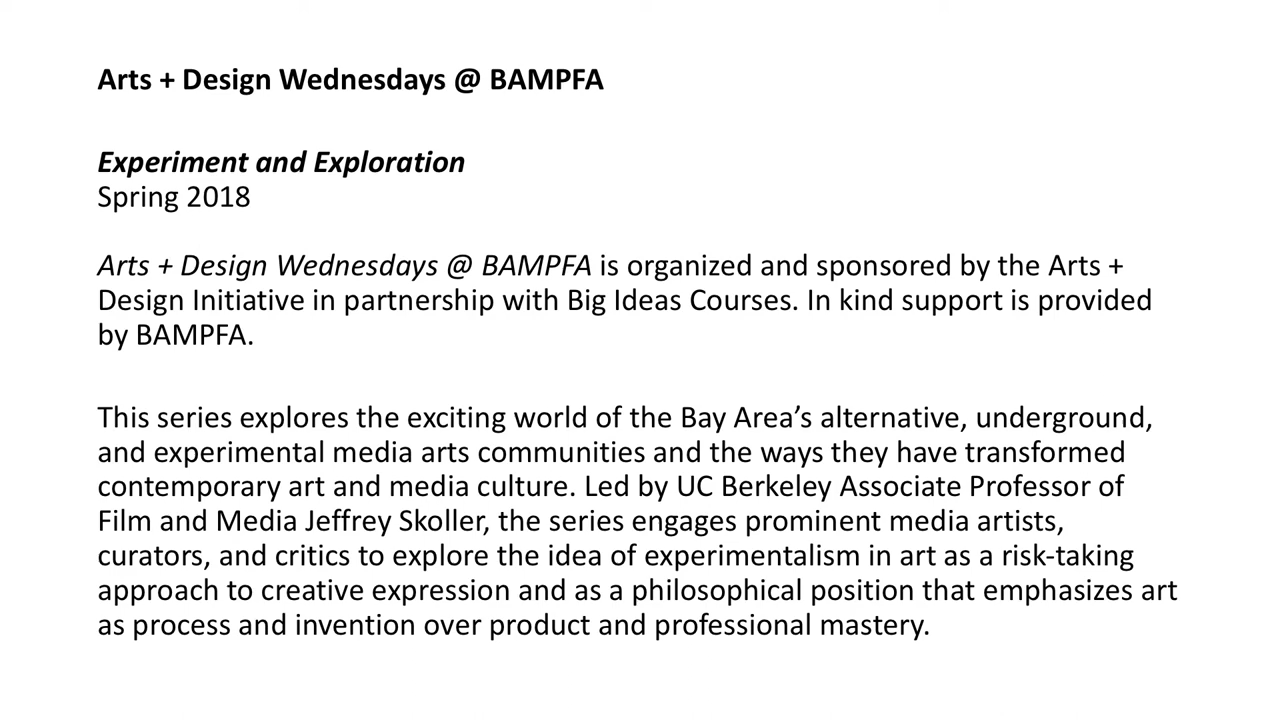 Arts + Design Wednesdays @ BAMPFA
Experiment and Exploration
Spring 2018
Arts + Design Wednesdays @ BAMPFA is organized and sponsored by the Arts +
Design Initiative in partnership with Big Ideas Courses. In kind support is provided
by BAMPFA.
This series explores the exciting world of the Bay Area’s alternative, underground,
and experimental media arts communities and the ways they have transformed
contemporary art and media culture. Led by UC Berkeley Associate Professor of
Film and Media Jeffrey Skoller, the series engages prominent media artists,
curators, and critics to explore the idea of experimentalism in art as a risk-taking
approach to creative expression and as a philosophical position that emphasizes art
as process and invention over product and professional mastery.